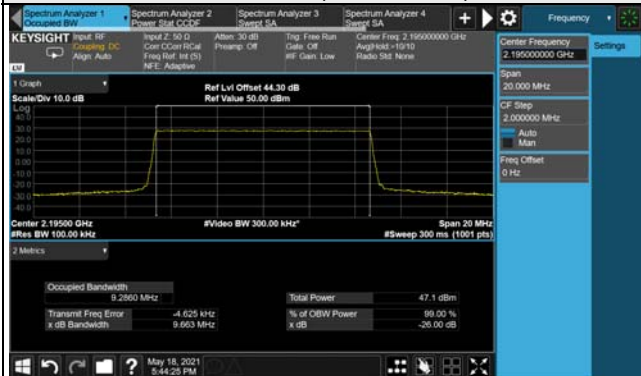 Spectrum Analyzer 1
Occupied BW
Spectrum Analyzer 2
Power Stat CCDF
Spectrum Analyzer 3
Swept SA
Spectrum Analyzer 4
Swept SA
Frequency
KEYSIGHT
Input: RF
Coupling: DC
Align: Auto
Input Z: 50 Ω
Corr CCorr RCal
Freq Ref: Int (S)
NFE: Adaptive
Atten: 30 dB
Preamp: Off
Trig: Free Run
Gate: Off
#IF Gain: Low
Center Freq: 2.195000000 GHz
Avg|Hold:>10/10
Radio Std: None
Center Frequency
2.195000000 GHz
Settings
Span
20.000 MHz
CF Step
2.000000 MHz
Auto
Man
Freq Offset
0 Hz
1 Graph
Scale/Div 10.0 dB
Ref Lvl Offset 44.30 dB
Ref Value 50.00 dBm
Log
40.0
30.0
20.0
10.0
0.00
-10.0
-20.0
-30.0
-40.0
Center 2.19500 GHz
#Res BW 100.00 kHz
#Video BW 300.00 kHz*
Span 20 MHz
#Sweep 300 ms (1001 pts)
2 Metrics
Occupied Bandwidth
9.2860 MHz
Total Power 47.1 dBm
Transmit Freq Error -4.625 kHz
% of OBW Power 99.00 %
x dB Bandwidth 9.663 MHz
x dB -26.00 dB
May 18, 2021
5:44:25 PM